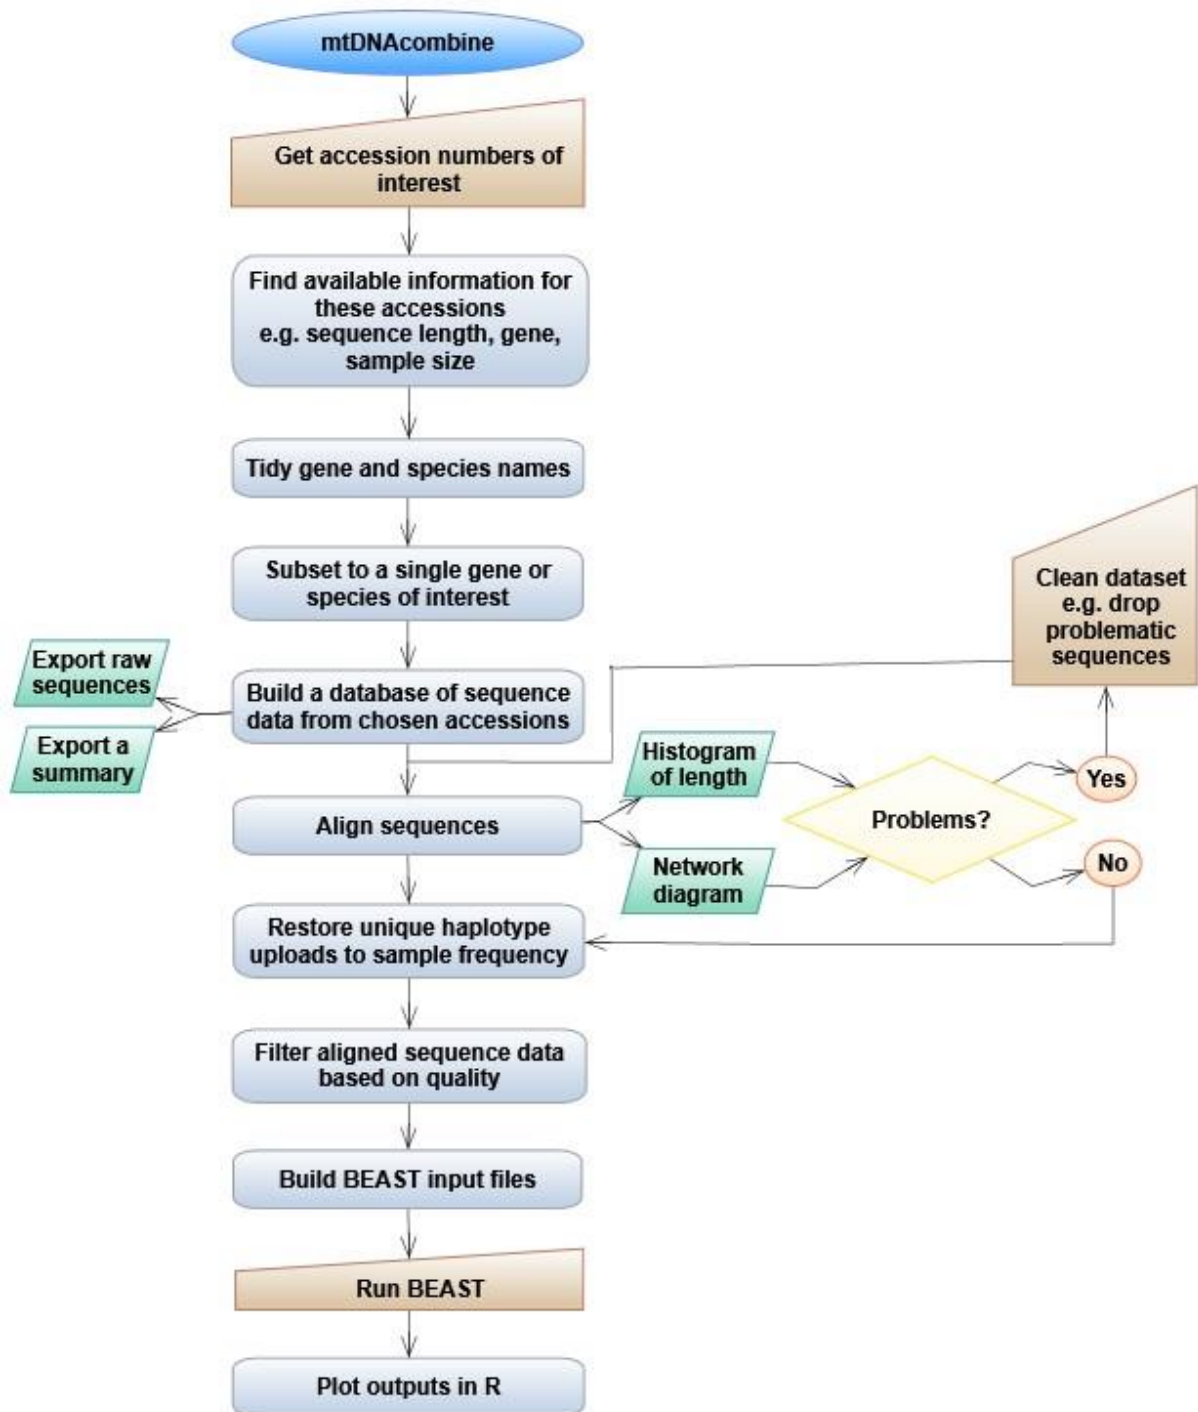 mtDNAcombine
Get accession numbers of
interest
Find available information for
these accessions
e.g. sequence length, gene,
sample size
Tidy gene and species names
Subset to a single gene or
species of interest
Export raw
sequences
Export a
summary
Build a database of sequence
data from chosen accessions
Align sequences
Histogram
of length
Network
diagram
Problems?
Yes
No
Clean dataset
e.g. drop
problematic
sequences
Restore unique haplotype
uploads to sample frequency
Filter aligned sequence data
based on quality
Build BEAST input files
Run BEAST
Plot outputs in R